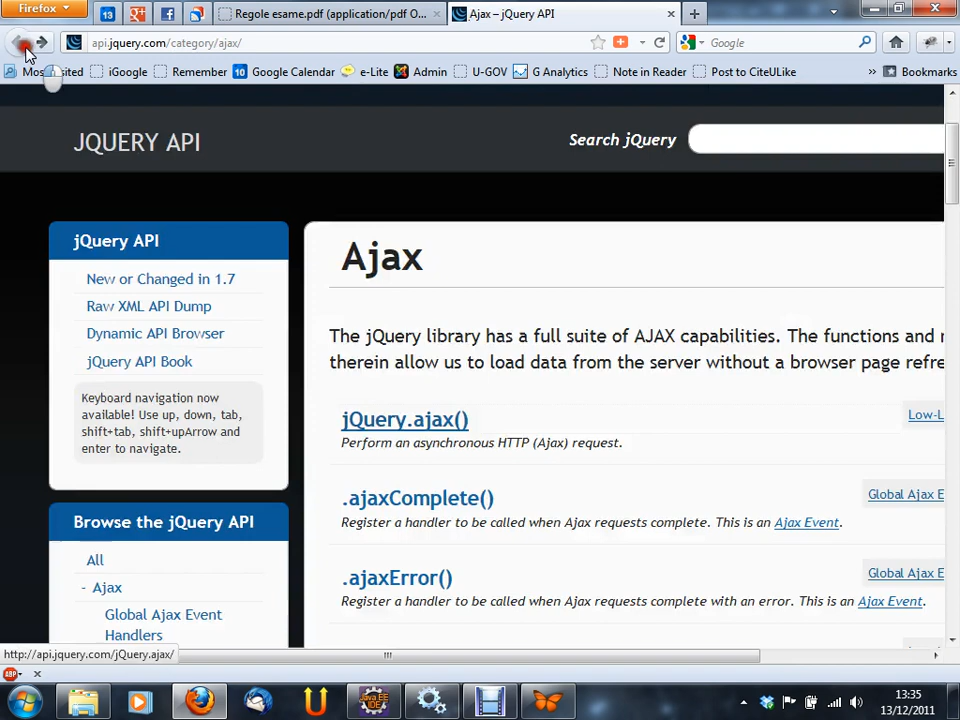 Firefox
13
Regole esame.pdf (application/pdf O...
Ajax – jQuery API
api.jquery.com/category/ajax/
Google
iGoogle
Remember
10 Google Calendar
e-Lite
Admin
U-GOV
G Analytics
Note in Reader
Post to CiteULike
»
Bookmarks
JQUERY API
Search jQuery
jQuery API
New or Changed in 1.7
Raw XML API Dump
Dynamic API Browser
jQuery API Book
Keyboard navigation now
available! Use up, down, tab,
shift+tab, shift+upArrow and
enter to navigate.
Browse the jQuery API
All
- Ajax
Global Ajax Event
Handlers
Ajax
The jQuery library has a full suite of AJAX capabilities. The functions and
therein allow us to load data from the server without a browser page refre
jQuery.ajax()
Low-L
Perform an asynchronous HTTP (Ajax) request.
.ajaxComplete()
Global Ajax E
Register a handler to be called when Ajax requests complete. This is an Ajax Event.
.ajaxError()
Global Ajax E
Register a handler to be called when Ajax requests complete with an error. This is an Ajax Event.
http://api.jquery.com/jQuery.ajax/
ABP
13:35
13/12/2011